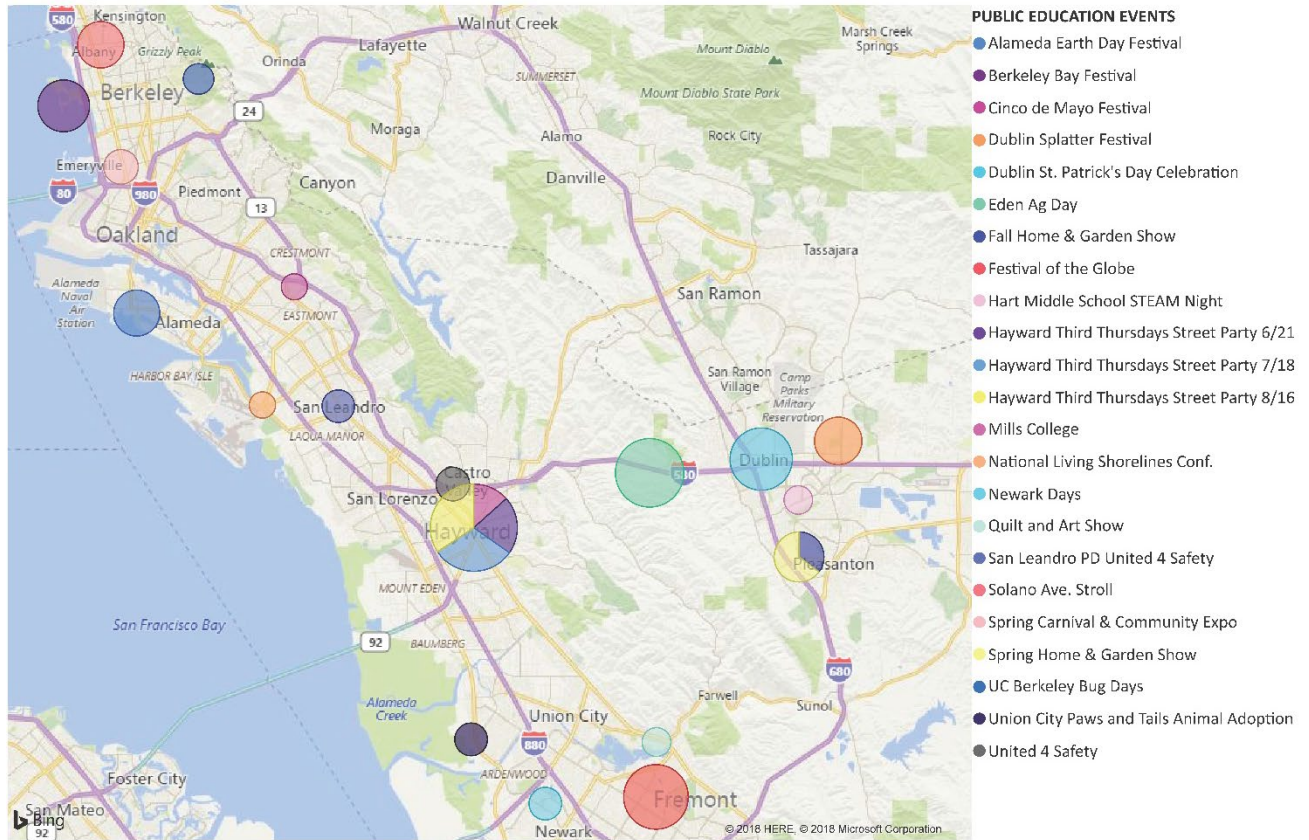 580
Kensington
Albany
Grizzly Peak
Berkeley
Orinda
Lafayette
Walnut Creek
Marsh Creek
Springs
Mount Diablo
SUMMERSET
Mount Diablo State Park
24
Moraga
Alamo
Rock City
Emeryville
80
980
Piedmont
Canyon
13
Danville
Oakland
CRESTMONT
Tassajara
Alameda
Naval
Air
Station
Alameda
EASTMONT
San Ramon
HARBOR BAY ISLE
San Leandro
LAQUA MANOR
San Ramon
Village
Camp
Parks
Military
Reservation
Castro
Valley
580
Dublin
San Lorenzo
Hayward
Pleasanton
MOUNT EDEN
San Francisco Bay
92
BAUMBERG
680
Alameda
Creek
Union City
Farwell
Sunol
880
ARDENWOOD
Foster City
San Mateo
92
Bing
Fremont
Newark
© 2018 HERE, © 2018 Microsoft Corporation
PUBLIC EDUCATION EVENTS
Alameda Earth Day Festival
Berkeley Bay Festival
Cinco de Mayo Festival
Dublin Splatter Festival
Dublin St. Patrick's Day Celebration
Eden Ag Day
Fall Home & Garden Show
Festival of the Globe
Hart Middle School STEAM Night
Hayward Third Thursdays Street Party 6/21
Hayward Third Thursdays Street Party 7/18
Hayward Third Thursdays Street Party 8/16
Mills College
National Living Shorelines Conf.
Newark Days
Quilt and Art Show
San Leandro PD United 4 Safety
Solano Ave. Stroll
Spring Carnival & Community Expo
Spring Home & Garden Show
UC Berkeley Bug Days
Union City Paws and Tails Animal Adoption
United 4 Safety